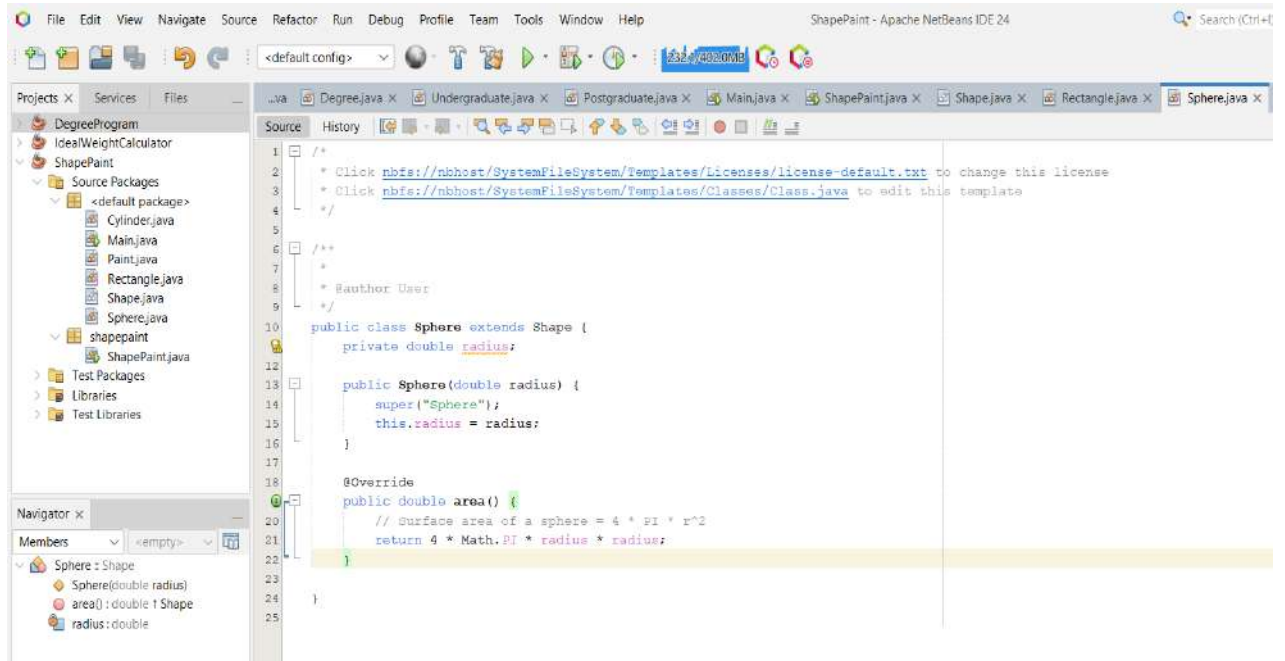 File Edit View Navigate Source Refactor Run Debug Profile Team Tools Window Help ShapePaint - Apache NetBeans IDE 24 Search (Ctrl+I)
<default config> 232.1/402.0MB
Projects Services Files
...va Degree.java Undergraduate.java Postgraduate.java Main.java ShapePaint.java Shape.java Rectangle.java Sphere.java
DegreeProgram
IdealWeightCalculator
ShapePaint
Source Packages
<default package>
Cylinder.java
Main.java
Paint.java
Rectangle.java
Shape.java
Sphere.java
shapepaint
ShapePaint.java
Test Packages
Libraries
Test Libraries
Navigator
Members <empty>
Sphere :: Shape
Sphere(double radius)
area() : double ↑ Shape
radius : double
Source History
1 /*
2 * Click nbfs://nbhost/SystemFileSystem/Templates/Licenses/license-default.txt to change this license
3 * Click nbfs://nbhost/SystemFileSystem/Templates/Classes/Class.java to edit this template
4 */
5
6 /**
7 *
8 * @author User
9 */
10 public class Sphere extends Shape {
private double radius;
12
13 public Sphere(double radius) {
14 super("Sphere");
15 this.radius = radius;
16 }
17
18 @Override
public double area() {
20 // Surface area of a sphere = 4 * PI * r^2
21 return 4 * Math.PI * radius * radius;
22 }
23
24 }
25